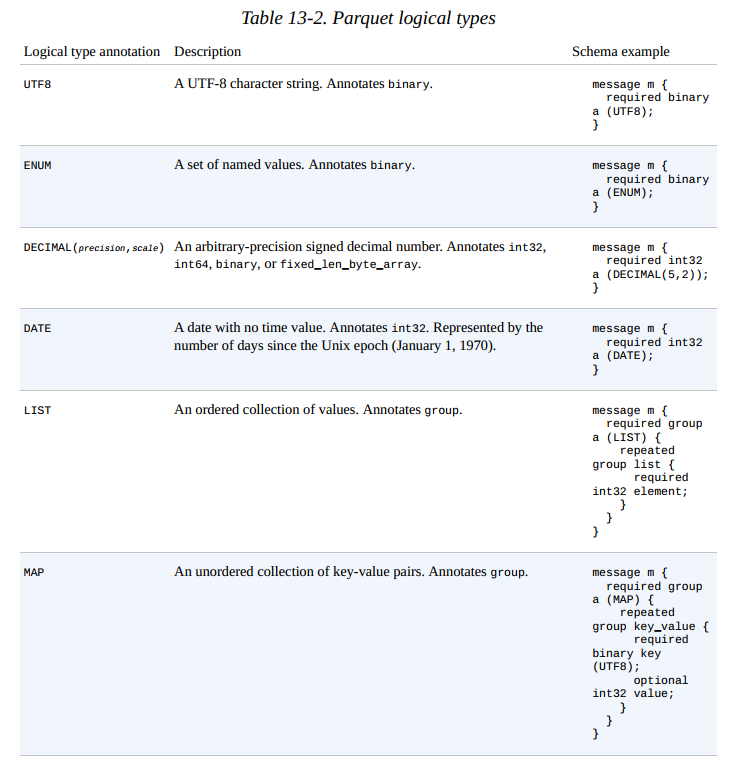 Table 13-2. Parquet logical types
Logical type annotation Description Schema example
UTF8 A UTF-8 character string. Annotates binary. message m {
required binary
a (UTF8);
}
ENUM A set of named values. Annotates binary. message m {
required binary
a (ENUM);
}
DECIMAL(precision,scale) An arbitrary-precision signed decimal number. Annotates int32, message m {
int64, binary, or fixed_len_byte_array. required int32
a (DECIMAL(5,2));
}
DATE A date with no time value. Annotates int32. Represented by the message m {
number of days since the Unix epoch (January 1, 1970). required int32
a (DATE);
}
LIST An ordered collection of values. Annotates group. message m {
required group
a (LIST) {
repeated
group list {
required
int32 element;
}
}
}
MAP An unordered collection of key-value pairs. Annotates group. message m {
required group
a (MAP) {
repeated
group key_value {
required
binary key
(UTF8);
optional
int32 value;
}
}
}